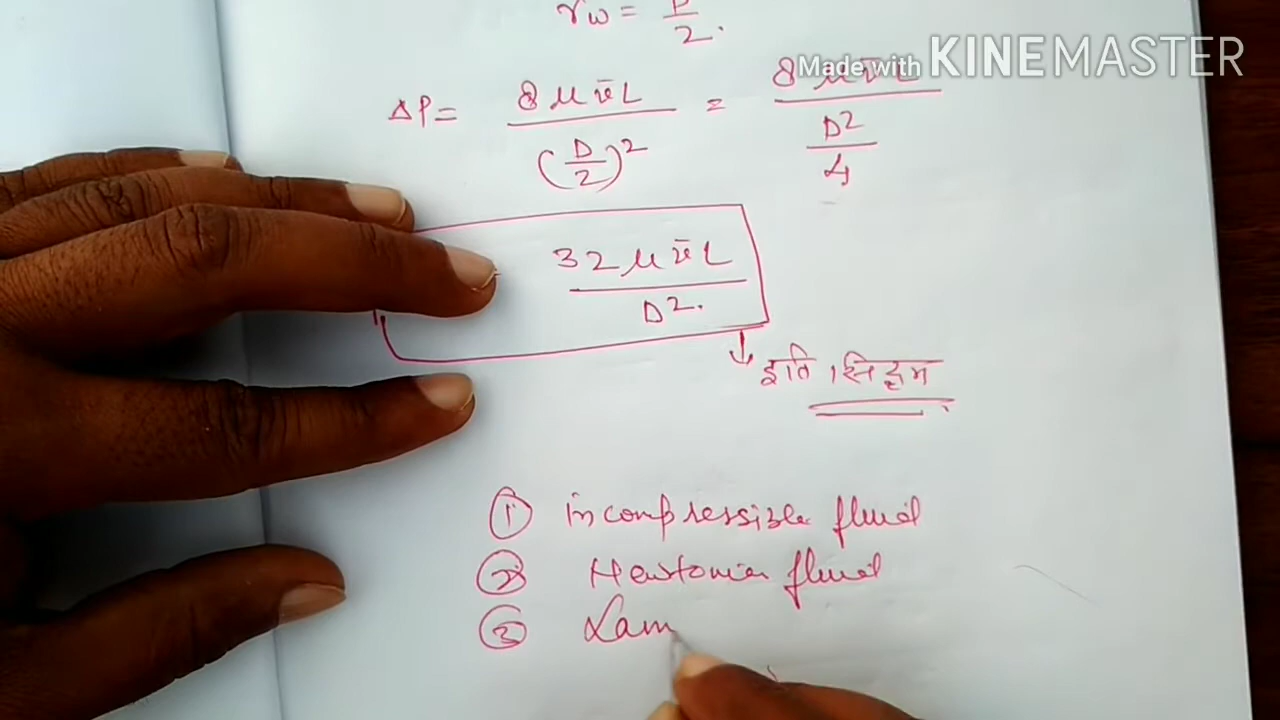 rw = D/2.
Made with KINEMASTER
ΔP = 8μv̄L/(D/2)² = 8μv̄L/(D²/4)
32μv̄L/D².
↓ इति सिद्धम
① incompressible fluid
② Newtonian fluid
③ Lam